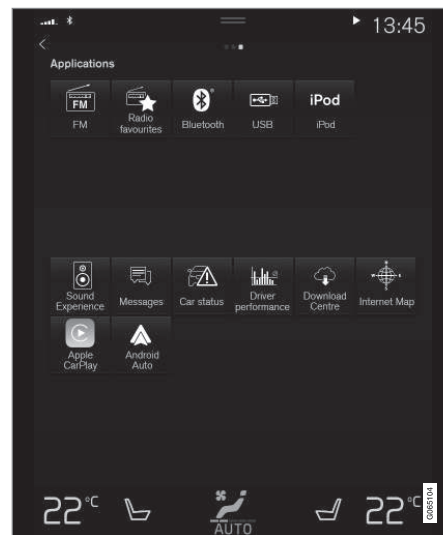 13:45
Applications
FM
iPod
FM
Radio
favourites
Bluetooth
USB
iPod
Sound
Experience
Messages
Car status
Driver
performance
Download
Centre
Internet Map
Apple
CarPlay
Android
Auto
22°C
AUTO
22°C
G065104